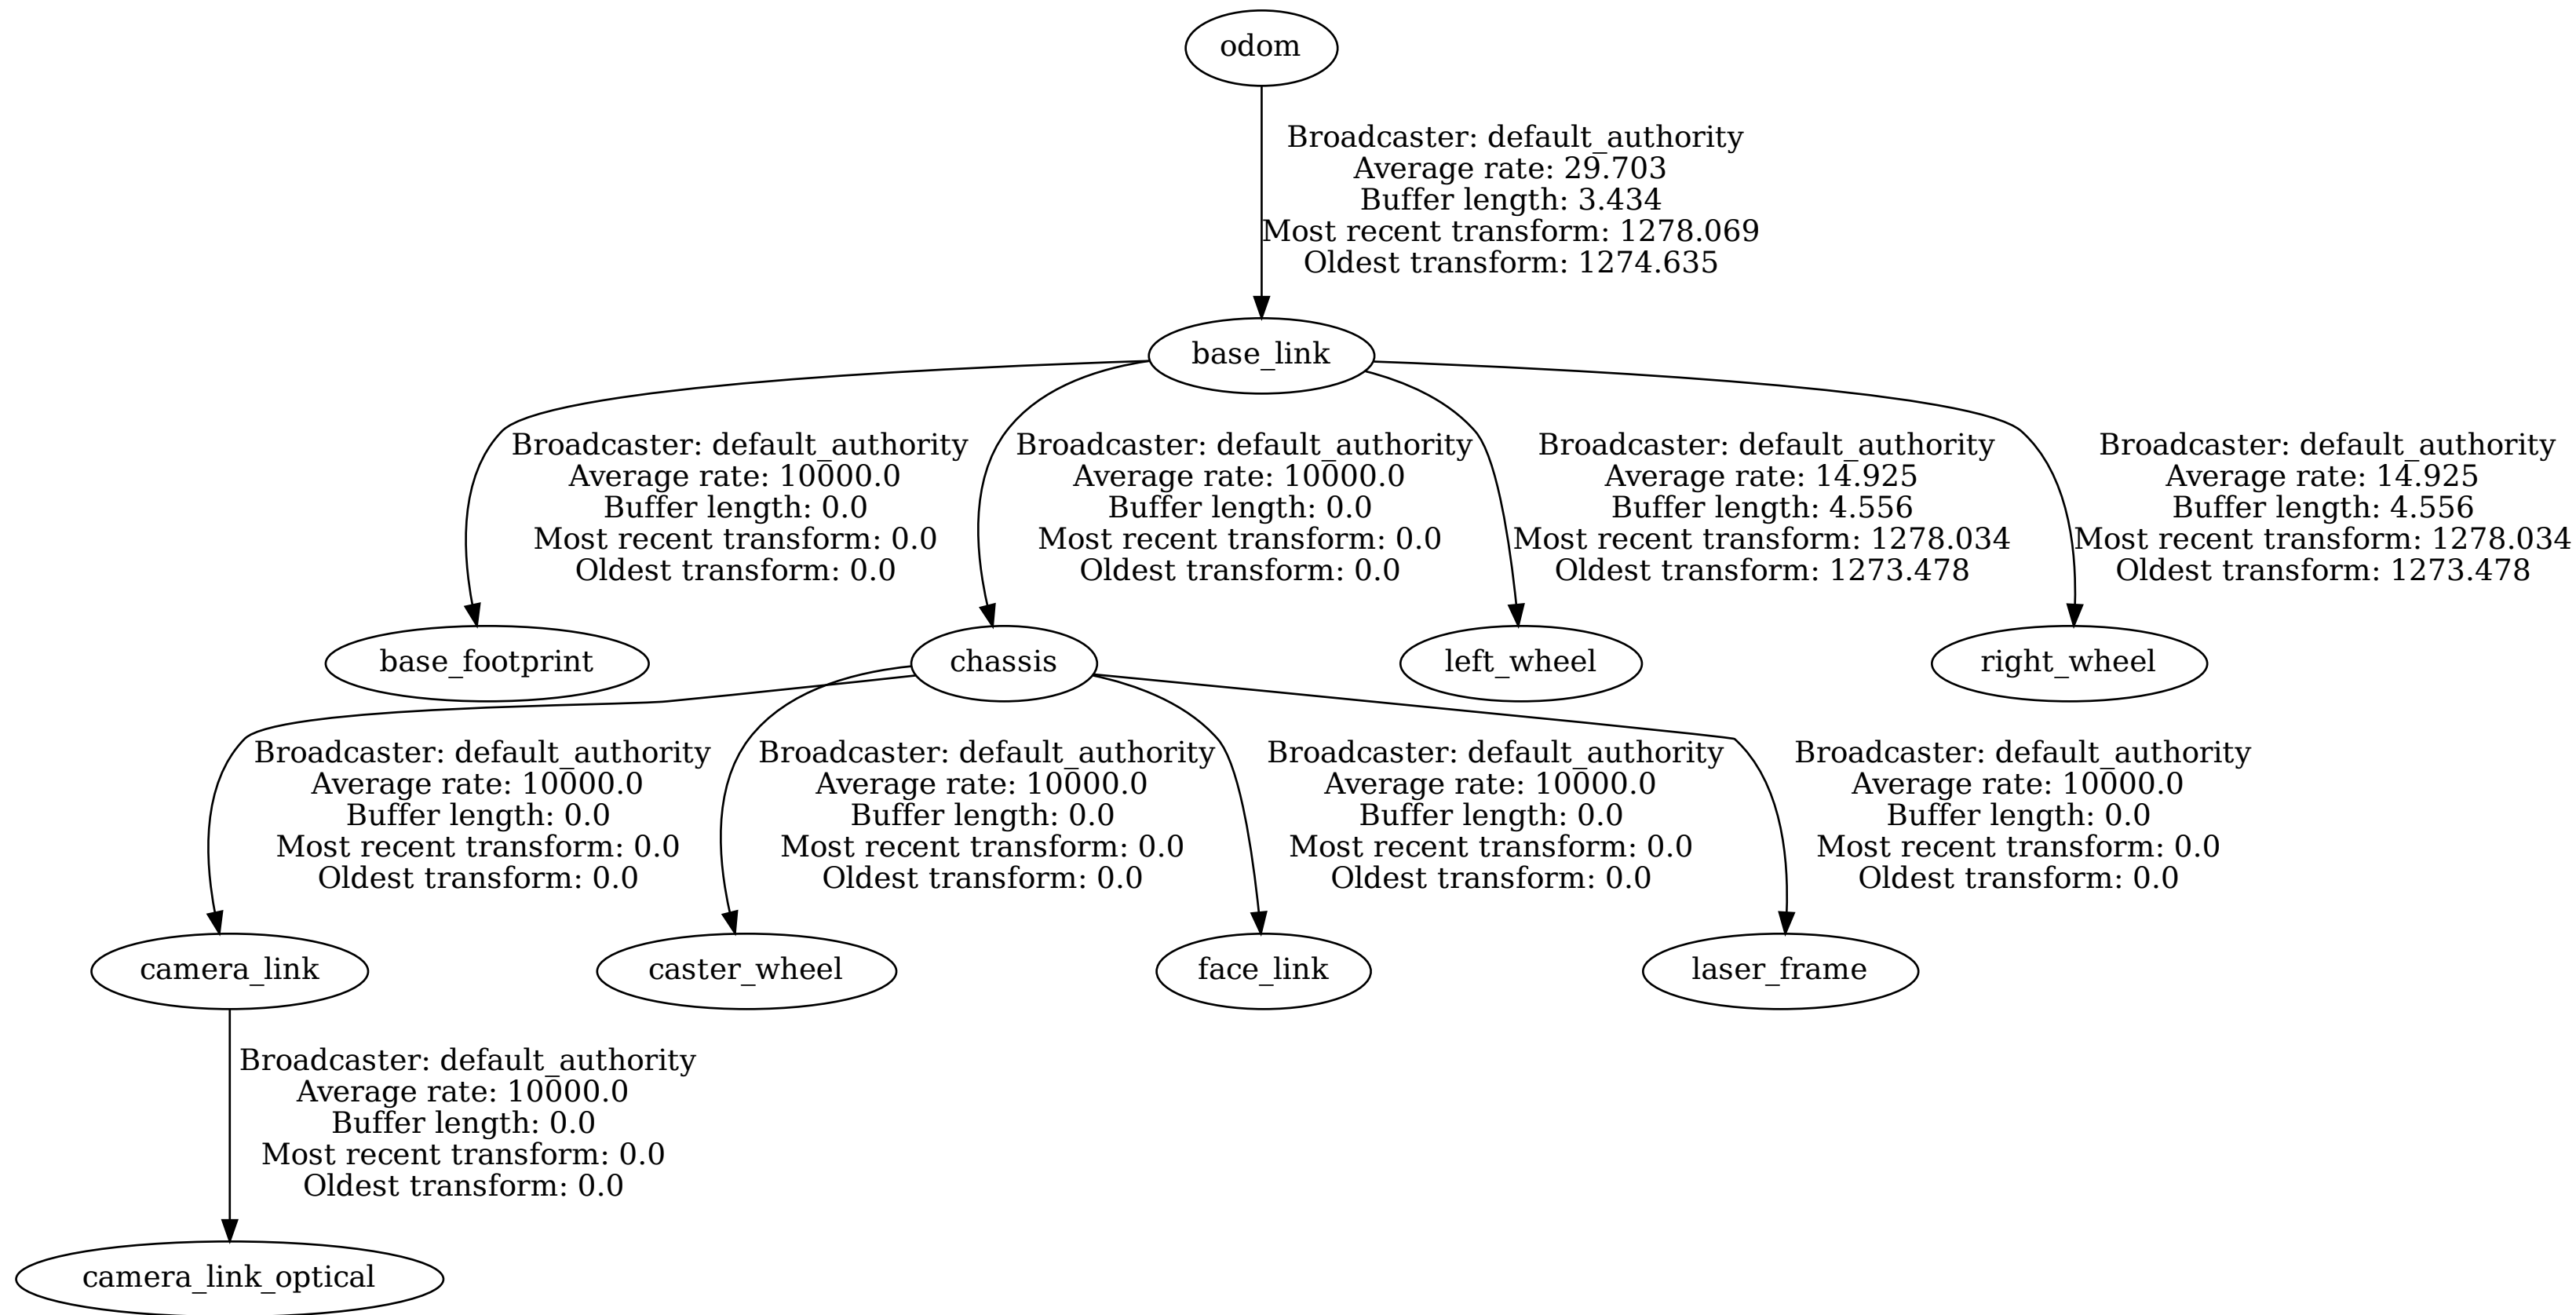 odom
Broadcaster: default_authority
Average rate: 29.703
Buffer length: 3.434
Most recent transform: 1278.069
Oldest transform: 1274.635
base_link
Broadcaster: default_authority
Average rate: 10000.0
Buffer length: 0.0
Most recent transform: 0.0
Oldest transform: 0.0
Broadcaster: default_authority
Average rate: 10000.0
Buffer length: 0.0
Most recent transform: 0.0
Oldest transform: 0.0
Broadcaster: default_authority
Average rate: 14.925
Buffer length: 4.556
Most recent transform: 1278.034
Oldest transform: 1273.478
Broadcaster: default_authority
Average rate: 14.925
Buffer length: 4.556
Most recent transform: 1278.034
Oldest transform: 1273.478
base_footprint
chassis
left_wheel
right_wheel
Broadcaster: default_authority
Average rate: 10000.0
Buffer length: 0.0
Most recent transform: 0.0
Oldest transform: 0.0
Broadcaster: default_authority
Average rate: 10000.0
Buffer length: 0.0
Most recent transform: 0.0
Oldest transform: 0.0
Broadcaster: default_authority
Average rate: 10000.0
Buffer length: 0.0
Most recent transform: 0.0
Oldest transform: 0.0
Broadcaster: default_authority
Average rate: 10000.0
Buffer length: 0.0
Most recent transform: 0.0
Oldest transform: 0.0
camera_link
caster_wheel
face_link
laser_frame
Broadcaster: default_authority
Average rate: 10000.0
Buffer length: 0.0
Most recent transform: 0.0
Oldest transform: 0.0
camera_link_optical